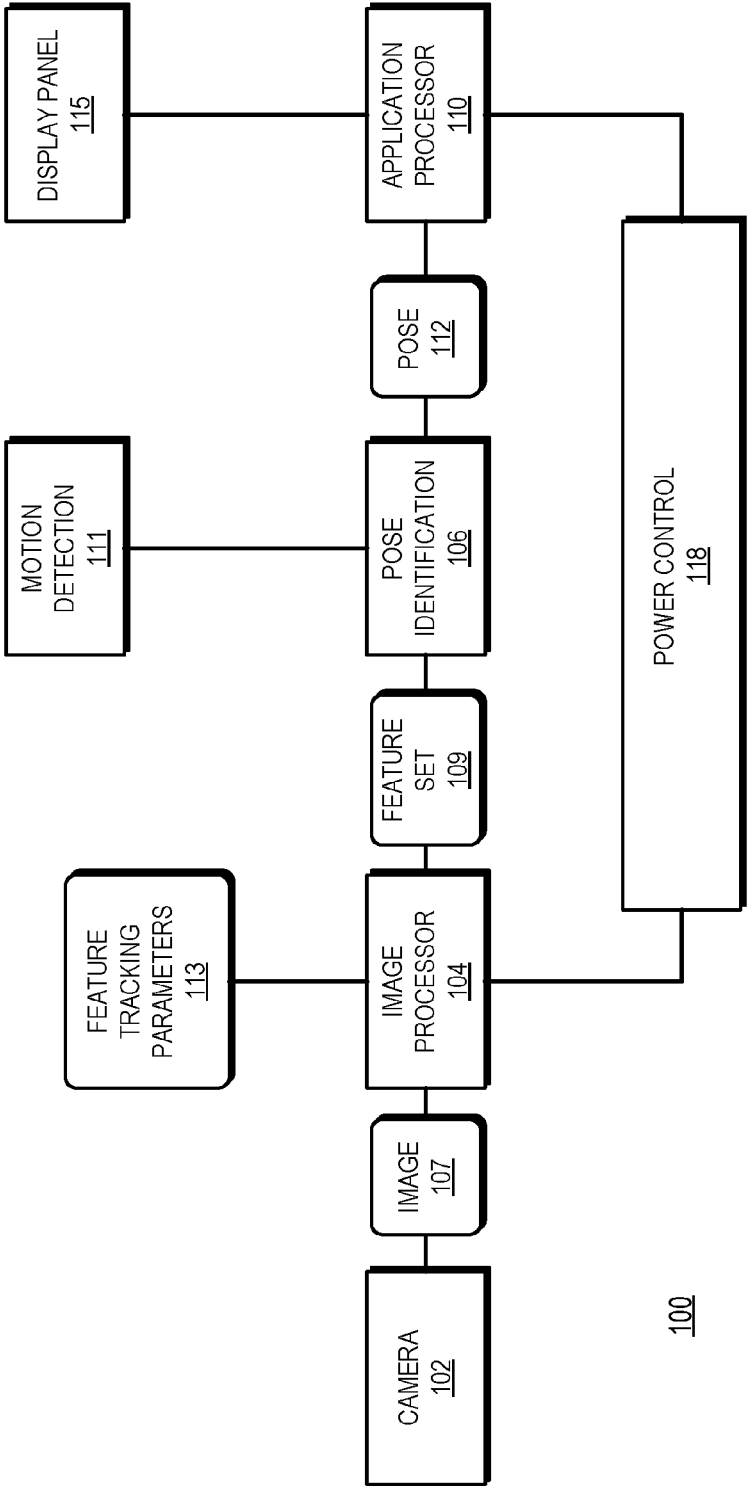 FEATURE
TRACKING
PARAMETERS
113
MOTION
DETECTION
111
DISPLAY PANEL
115
CAMERA
102
IMAGE
107
IMAGE
PROCESSOR
104
FEATURE
SET
109
POSE
IDENTIFICATION
106
POSE
112
APPLICATION
PROCESSOR
110
POWER CONTROL
118
100